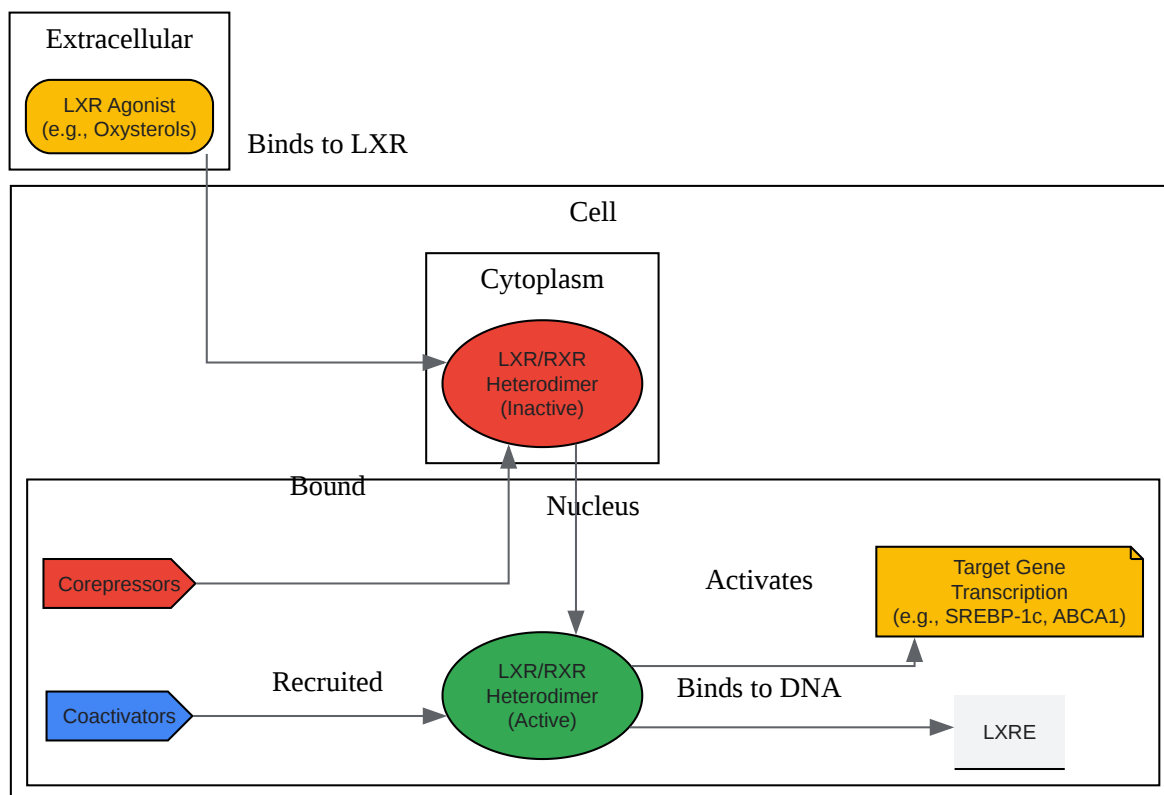 Extracellular
LXR Agonist
(e.g., Oxysterols)
Binds to LXR
Cell
Cytoplasm
LXR/RXR
Heterodimer
(Inactive)
Bound
Nucleus
Corepressors
Activates
Target Gene
Transcription
(e.g., SREBP-1c, ABCA1)
Coactivators
Recruited
LXR/RXR
Heterodimer
(Active)
Binds to DNA
LXRE